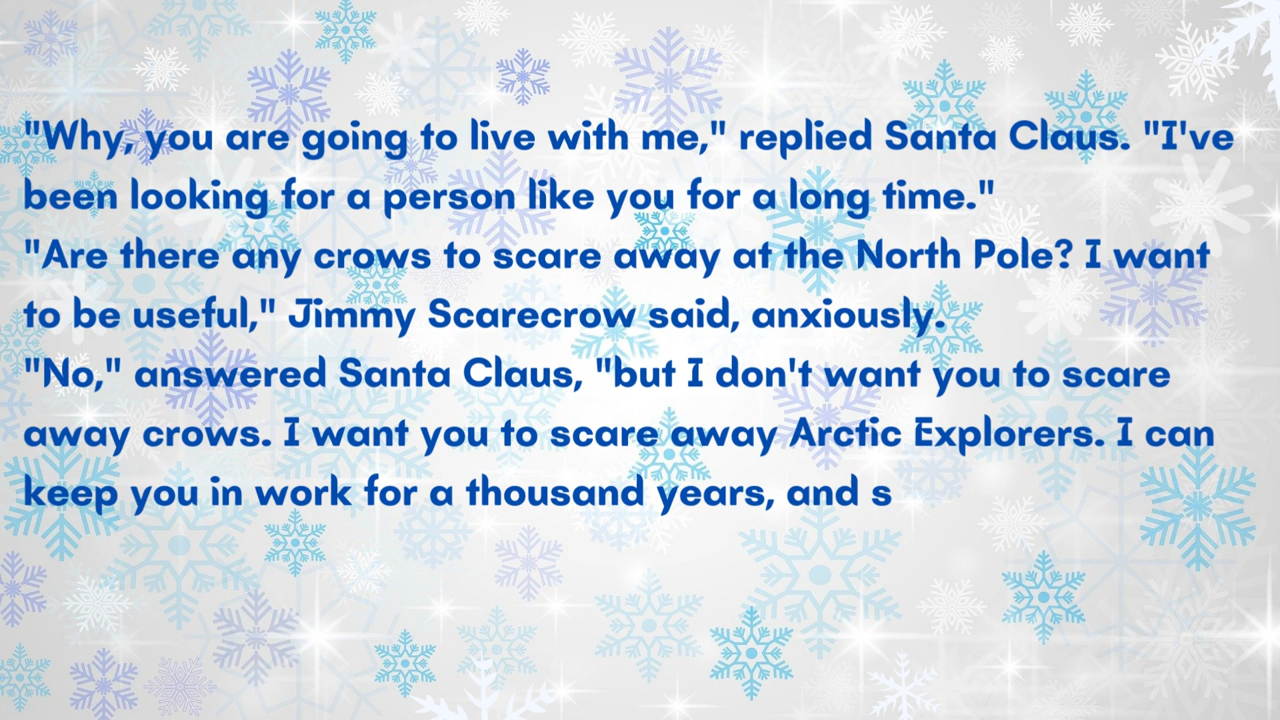 "Why, you are going to live with me," replied Santa Claus. "I've
been looking for a person like you for a long time."
"Are there any crows to scare away at the North Pole? I want
to be useful," Jimmy Scarecrow said, anxiously.
"No," answered Santa Claus, "but I don't want you to scare
away crows. I want you to scare away Arctic Explorers. I can
keep you in work for a thousand years, and s